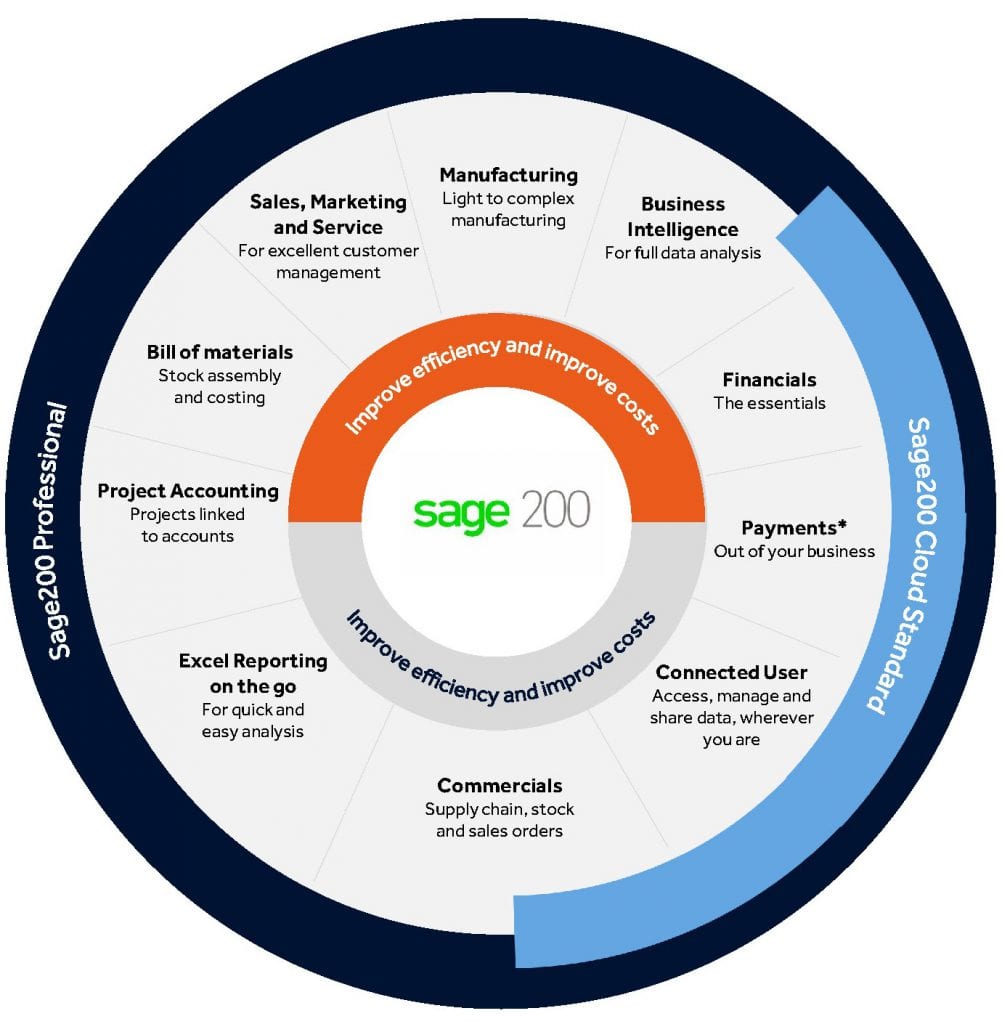 Manufacturing
Light to complex
manufacturing
Business
Intelligence
For full data analysis
Financials
The essentials
Payments*
Out of your business
Connected User
Access, manage and
share data, wherever
you are
Commercials
Supply chain, stock
and sales orders
Excel Reporting
on the go
For quick and
easy analysis
Project Accounting
Projects linked
to accounts
Bill of materials
Stock assembly
and costing
Sales, Marketing
and Service
For excellent customer
management
Improve efficiency and improve costs
sage 200
Improve efficiency and improve costs
Sage200 Professional
Sage200 Cloud Standard